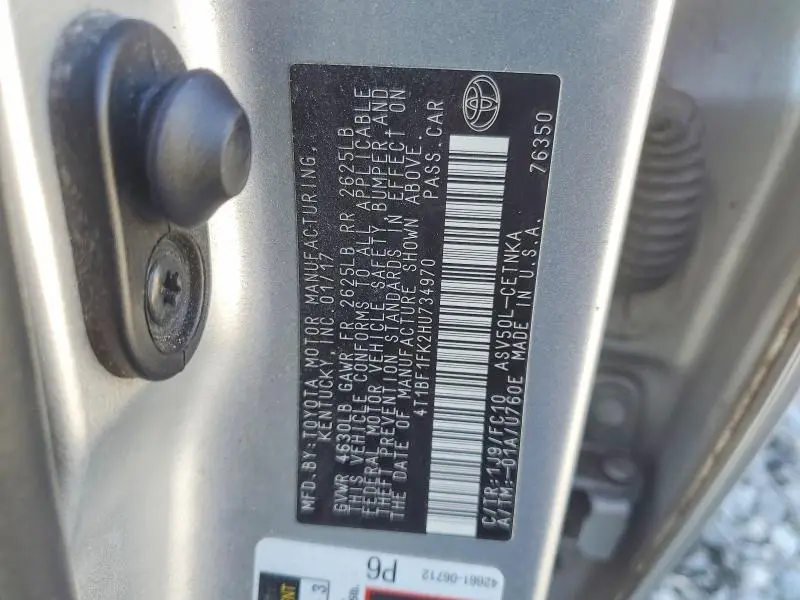 MFD.BY:TOYOTA MOTOR MANUFACTURING,
KENTUCKY, INC. 01/17
GVWR 4630LB GAWR FR 2625LB RR 2625LB
THIS VEHICLE CONFORMS TO ALL APPLICABLE
FEDERAL MOTOR VEHICLE SAFETY, BUMPER,AND
THEFT PREVENTION STANDARDS IN EFFECT ON
THE DATE OF MANUFACTURE SHOWN ABOVE.
4T1BF1FK2HU734970 PASS.CAR
C/TR:1J9/FC10 ASV50L-CETNKA
A/TM:-01A/U760E MADE IN U.S.A. 76350
P6
42661-06712
3